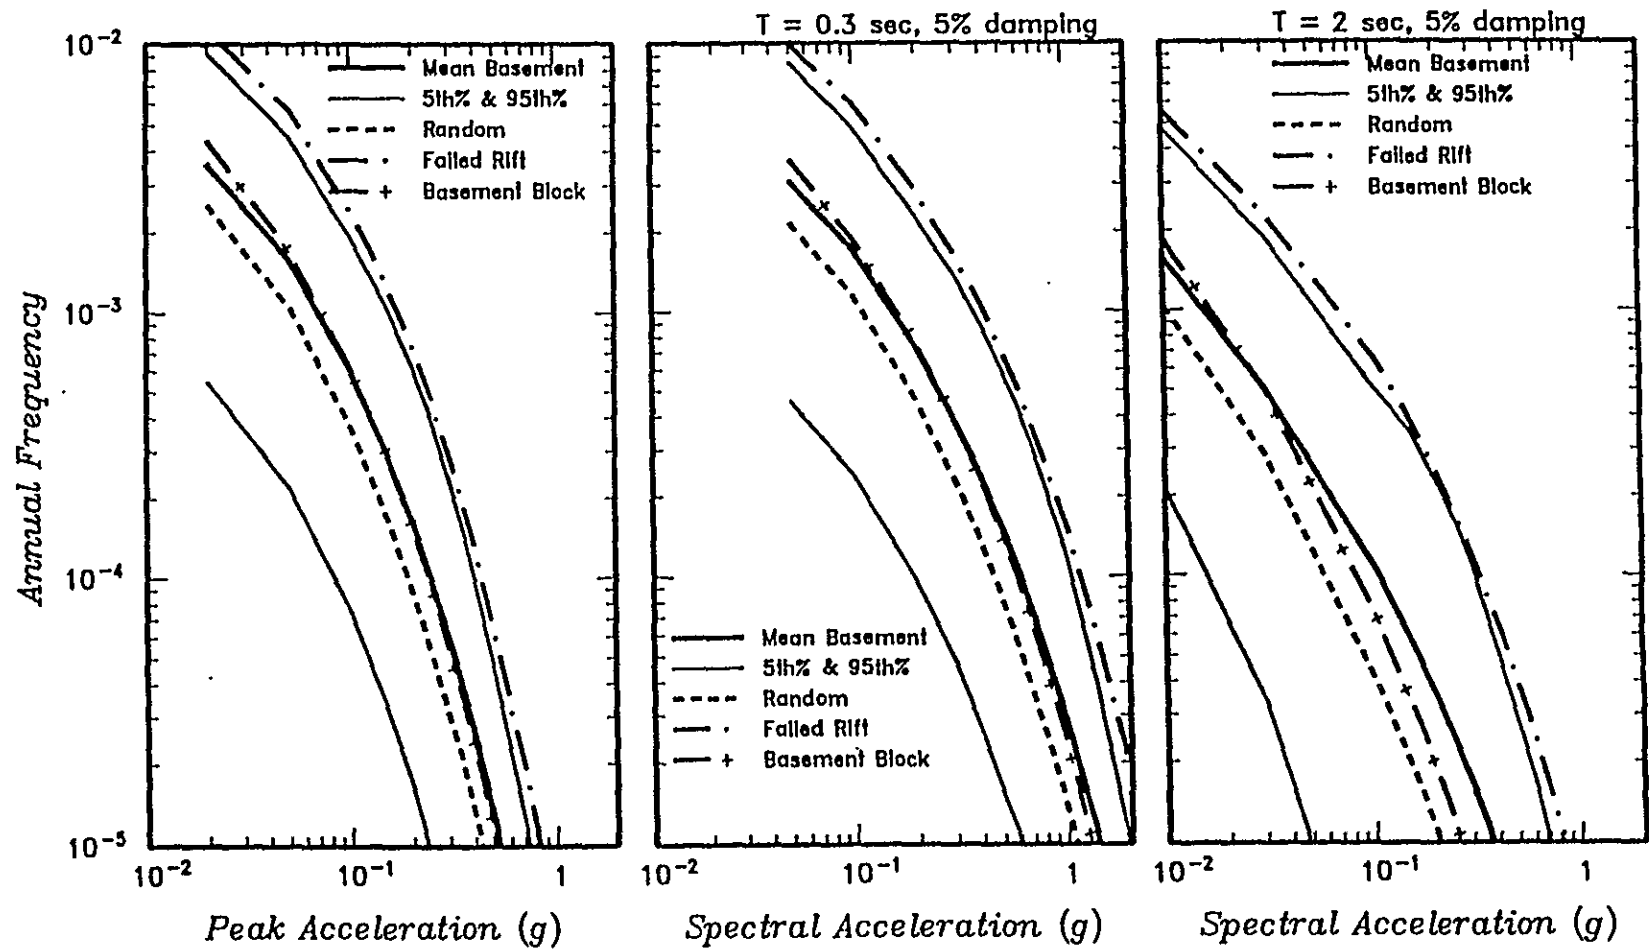 T = 0.3 sec, 5% damping
T = 2 sec, 5% damping
Annual Frequency
10⁻²
10⁻³
10⁻⁴
10⁻⁵
Mean Basement
5th% & 95th%
Random
Failed Rift
Basement Block
10⁻²
10⁻¹
1
Peak Acceleration (g)
Mean Basement
5th% & 95th%
Random
Failed Rift
Basement Block
10⁻²
10⁻¹
1
Spectral Acceleration (g)
Mean Basement
5th% & 95th%
Random
Failed Rift
Basement Block
10⁻²
10⁻¹
1
Spectral Acceleration (g)